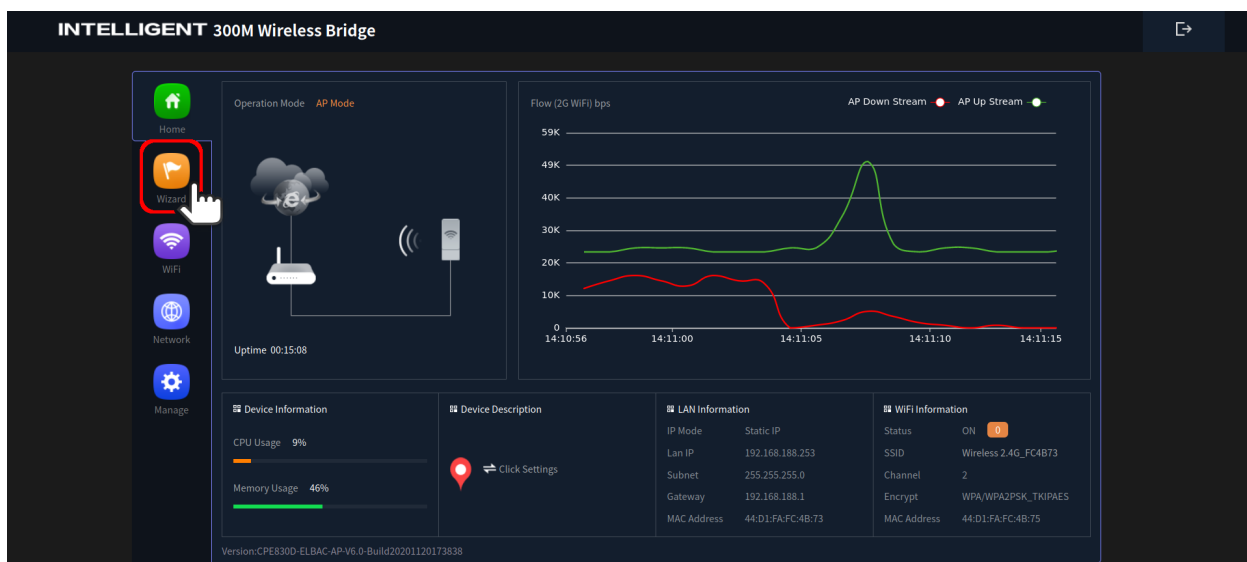 INTELLIGENT 300M Wireless Bridge
Home
Wizard
WiFi
Network
Manage
Operation Mode AP Mode
Uptime 00:15:08
Flow (2G WiFi) bps
AP Down Stream AP Up Stream
59K
49K
40K
30K
20K
10K
0
14:10:56 14:11:00 14:11:05 14:11:10 14:11:15
Device Information
CPU Usage 9%
Memory Usage 46%
Device Description
Click Settings
LAN Information
IP Mode Static IP
Lan IP 192.168.188.253
Subnet 255.255.255.0
Gateway 192.168.188.1
MAC Address 44:D1:FA:FC:4B:73
WiFi Information
Status ON 0
SSID Wireless 2.4G_FC4B73
Channel 2
Encrypt WPA/WPA2PSK_TKIPAES
MAC Address 44:D1:FA:FC:4B:75
Version:CPE830D-ELBAC-AP-V6.0-Build20201120173838